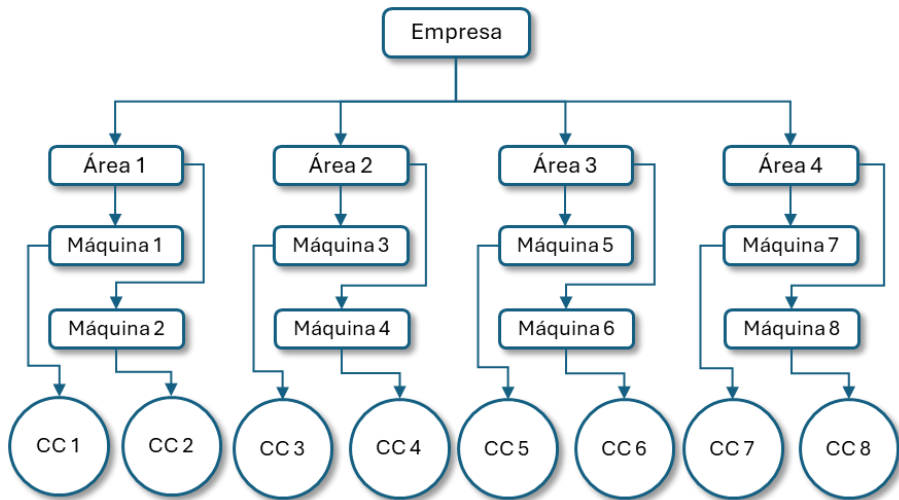 Empresa
Área 1
Área 2
Área 3
Área 4
Máquina 1
Máquina 3
Máquina 5
Máquina 7
Máquina 2
Máquina 4
Máquina 6
Máquina 8
CC 1
CC 2
CC 3
CC 4
CC 5
CC 6
CC 7
CC 8